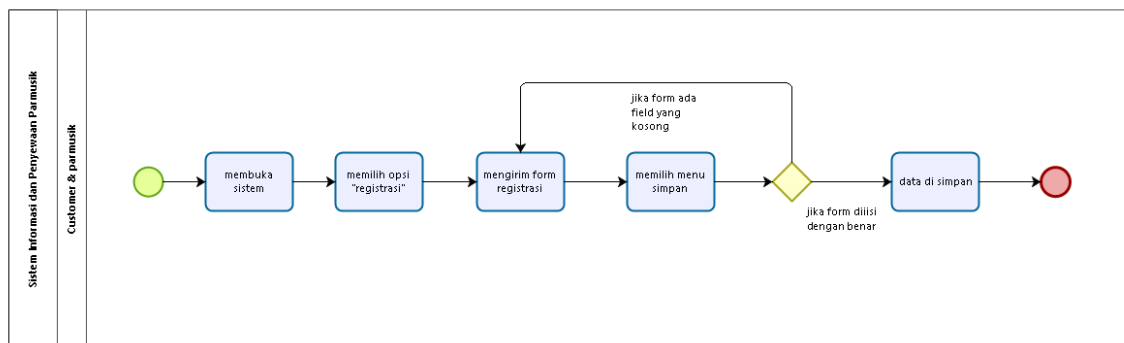 Sistem Informasi dan Penyewaan Parmusik
Customer & parmusik
membuka
sistem
memilih opsi
"registrasi"
mengirim form
registrasi
memilih menu
simpan
jika form ada
field yang
kosong
jika form diiisi
dengan benar
data di simpan